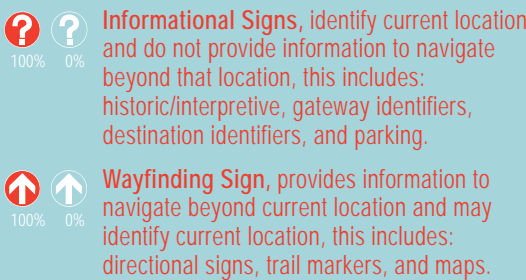 Informational Signs, identify current location
and do not provide information to navigate
beyond that location, this includes:
historic/interpretive, gateway identifiers,
destination identifiers, and parking.
? ?
100% 0%
Wayfinding Sign, provides information to
navigate beyond current location and may
identify current location, this includes:
directional signs, trail markers, and maps.
100% 0%